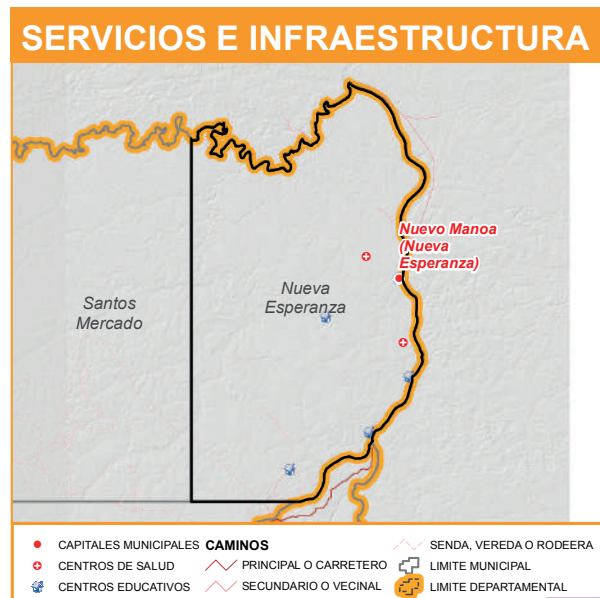 SERVICIOS E INFRAESTRUCTURA
Nuevo Manoa
(Nueva
Esperanza)
Nueva
Esperanza
Santos
Mercado
CAPITALES MUNICIPALES
CENTROS DE SALUD
CENTROS EDUCATIVOS
CAMINOS
PRINCIPAL O CARRETERO
SECUNDARIO O VECINAL
SENDA, VEREDA O RODEERA
LIMITE MUNICIPAL
LIMITE DEPARTAMENTAL